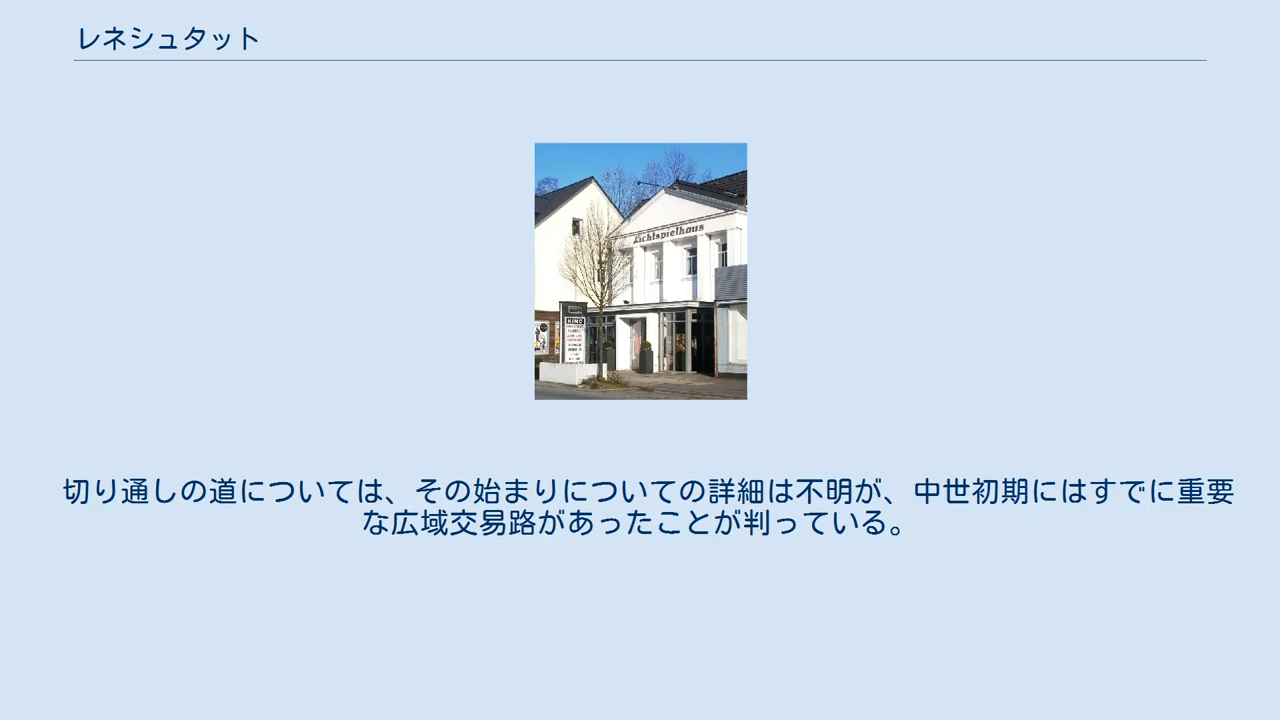 レネシュタット
Lichtspielhaus
KINO
切り通しの道については、その始まりについての詳細は不明が、中世初期にはすでに重要
な広域交易路があったことが判っている。